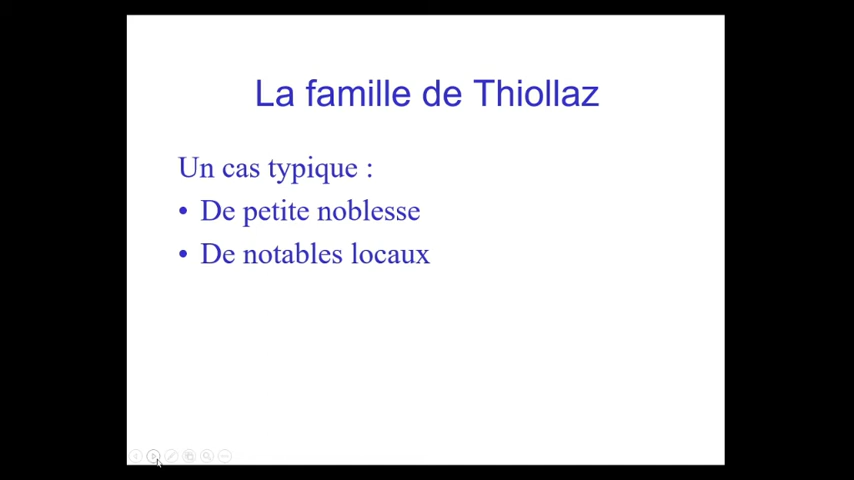 La famille de Thiollaz
Un cas typique :
• De petite noblesse
• De notables locaux